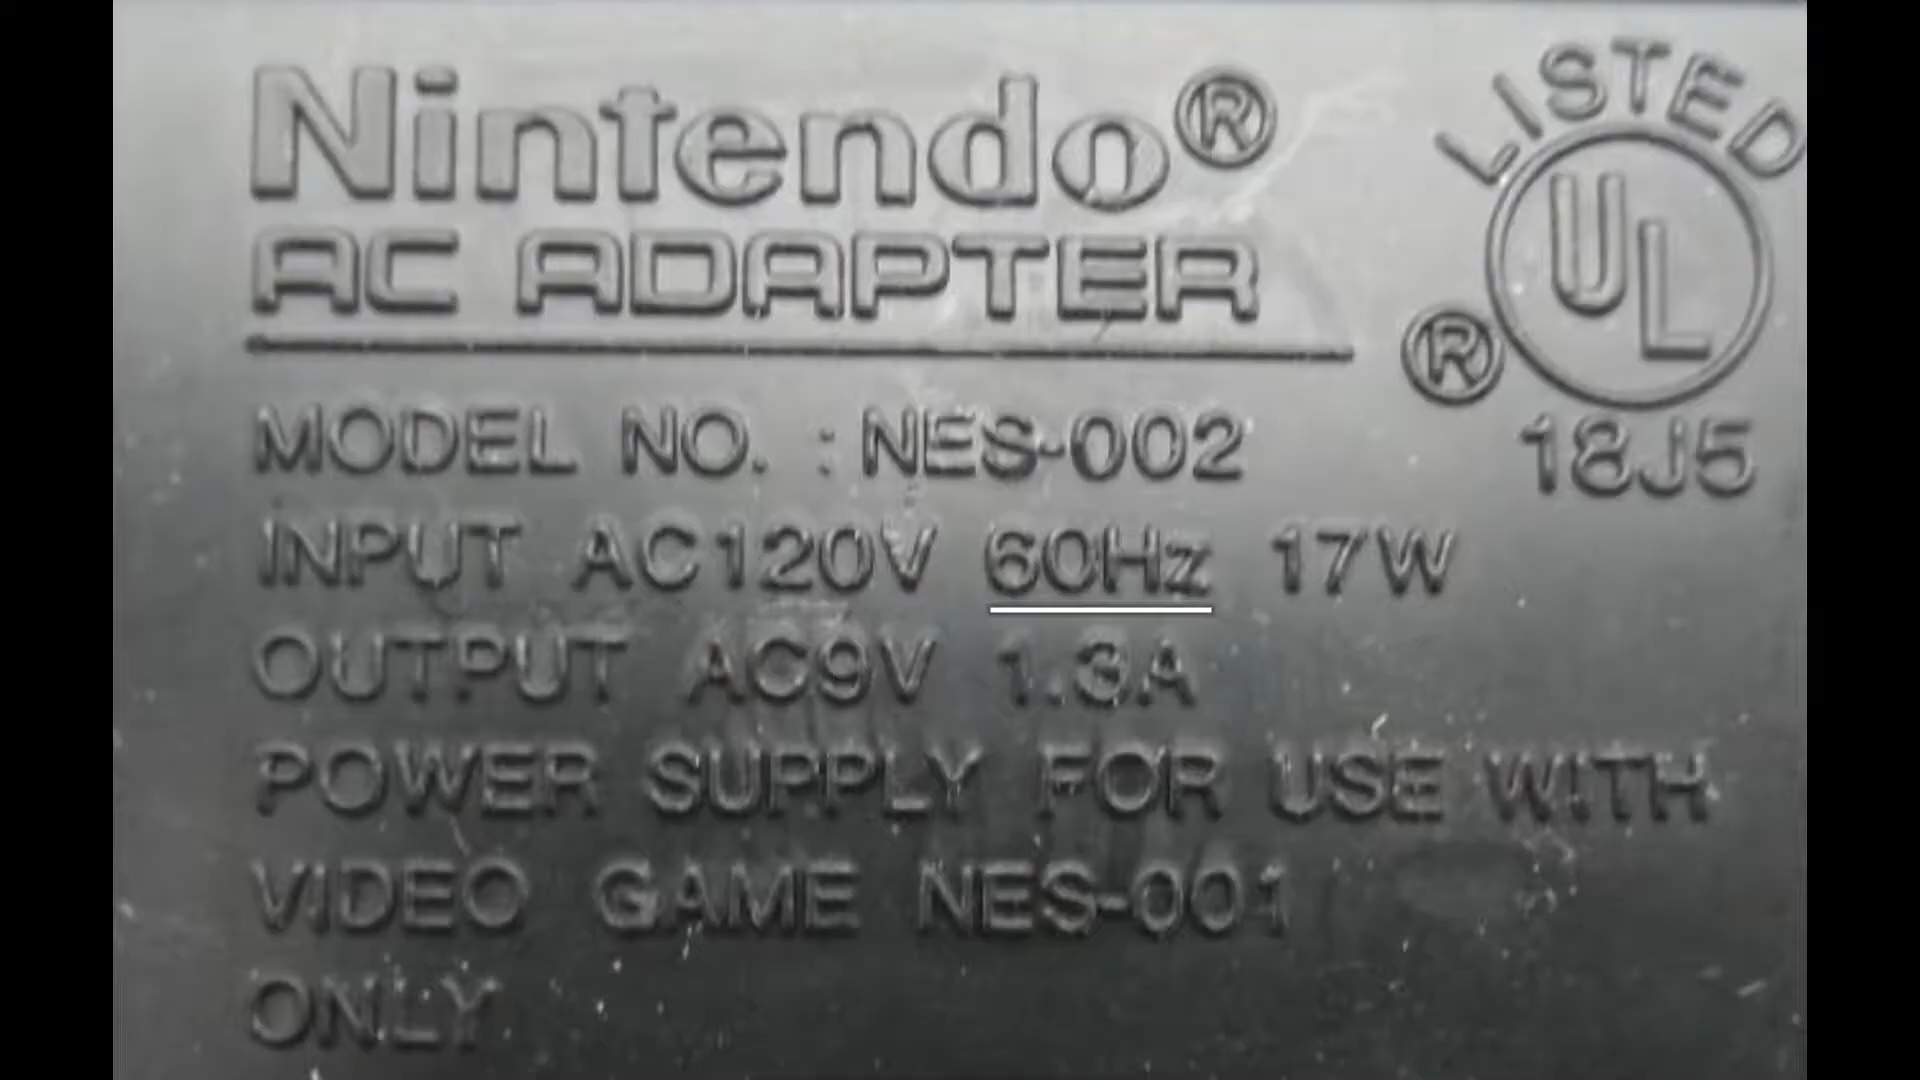 Nintendo®
AC ADAPTER
LISTED
UL
®
18J5
MODEL NO. : NES-002
INPUT AC120V 60Hz 17W
OUTPUT AC9V 1.3A
POWER SUPPLY FOR USE WITH
VIDEO GAME NES-001
ONLY